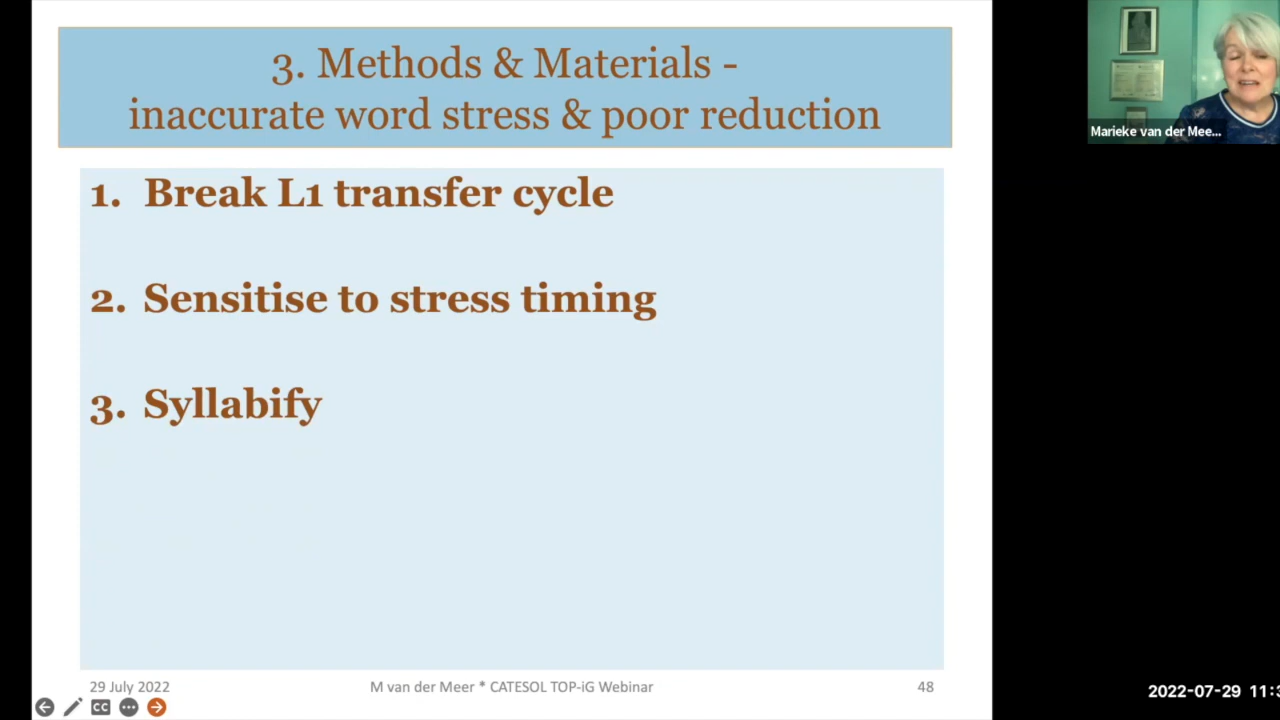 3. Methods & Materials -
inaccurate word stress & poor reduction
1. Break L1 transfer cycle
2. Sensitise to stress timing
3. Syllabify
29 July 2022
M van der Meer * CATESOL TOP-iG Webinar
48
CC
Marieke van der Mee...
2022-07-29 11:3